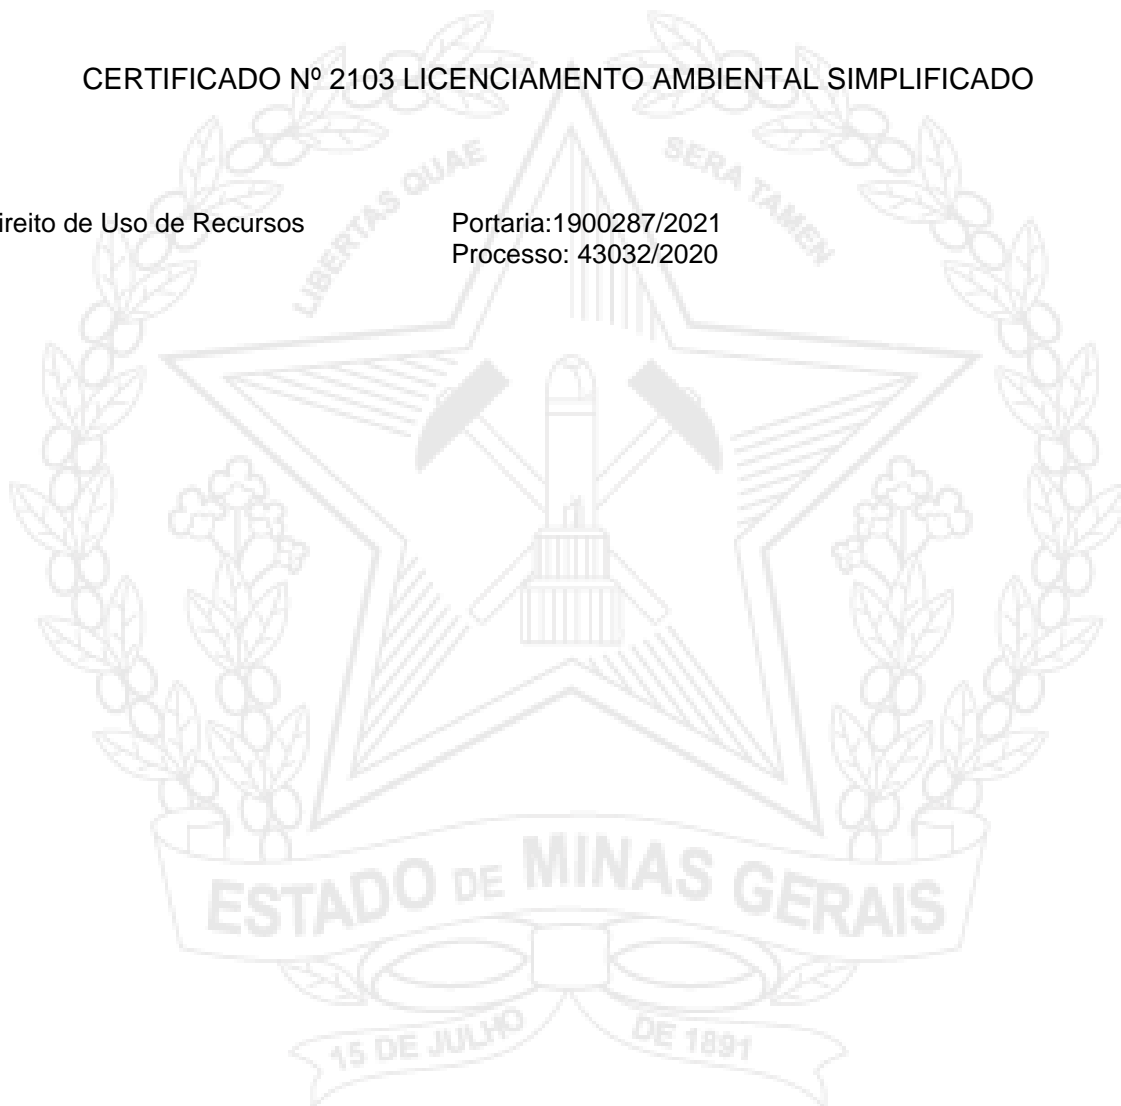 CERTIFICADO Nº 2103 LICENCIAMENTO AMBIENTAL SIMPLIFICADO
LIBERTAS QUAE SERA TAMEN
ireito de Uso de Recursos Portaria:1900287/2021
Processo: 43032/2020
ESTADO DE MINAS GERAIS
15 DE JULHO DE 1891